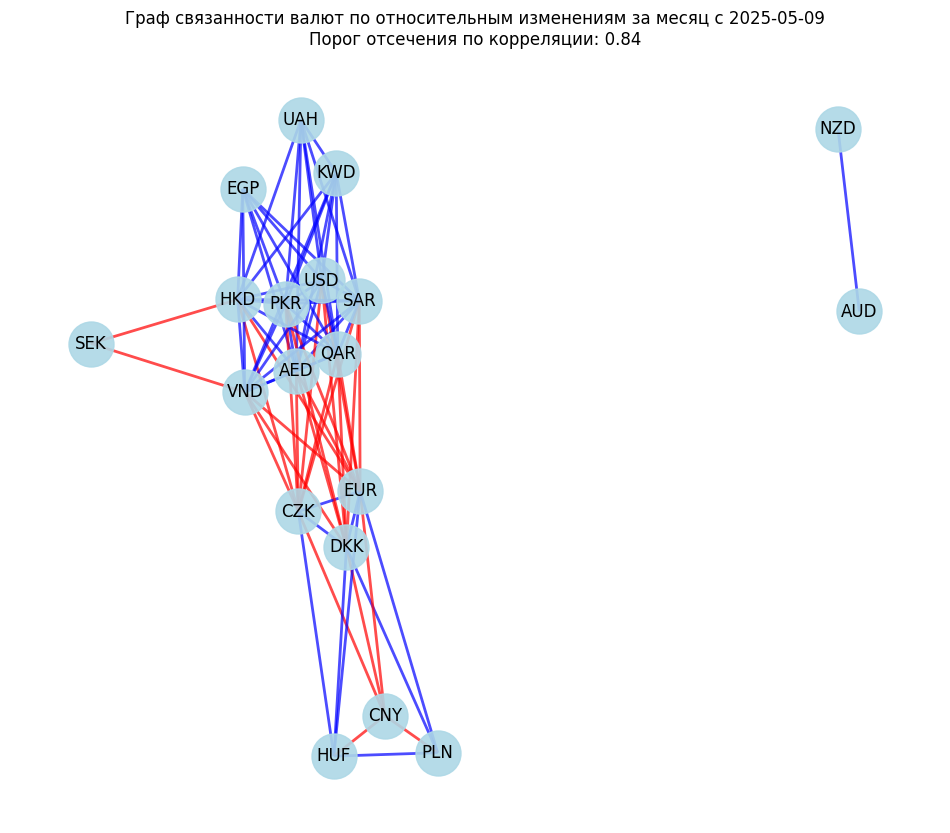 Граф связанности валют по относительным изменениям за месяц с 2025-05-09
Порог отсечения по корреляции: 0.84
UAH
NZD
KWD
EGP
USD
HKD
PKR
SAR
AUD
SEK
QAR
AED
VND
EUR
CZK
DKK
CNY
HUF
PLN